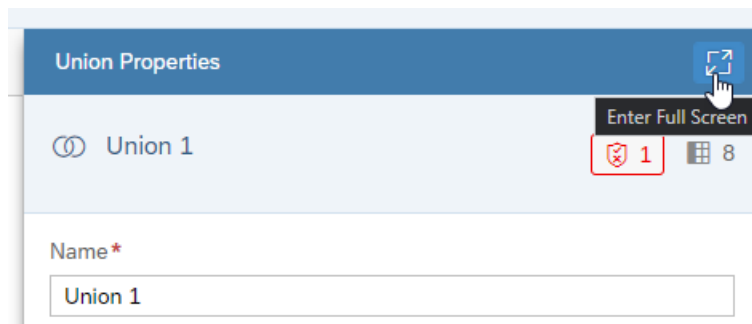 Union Properties
Enter Full Screen
Union 1
1
8
Name*
Union 1